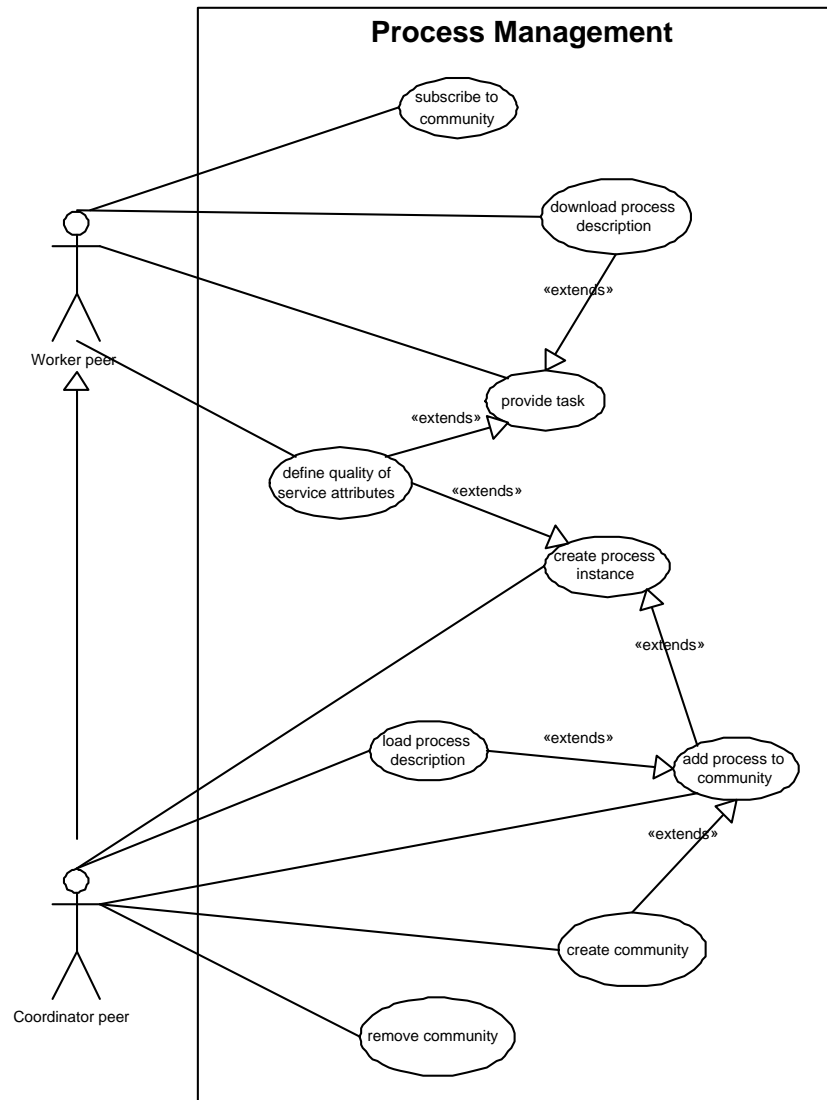 Process Management
subscribe to
community
download process
description
«extends»
Worker peer
provide task
«extends»
define quality of
service attributes
«extends»
create process
instance
«extends»
load process
description
«extends»
add process to
community
«extends»
create community
Coordinator peer
remove community